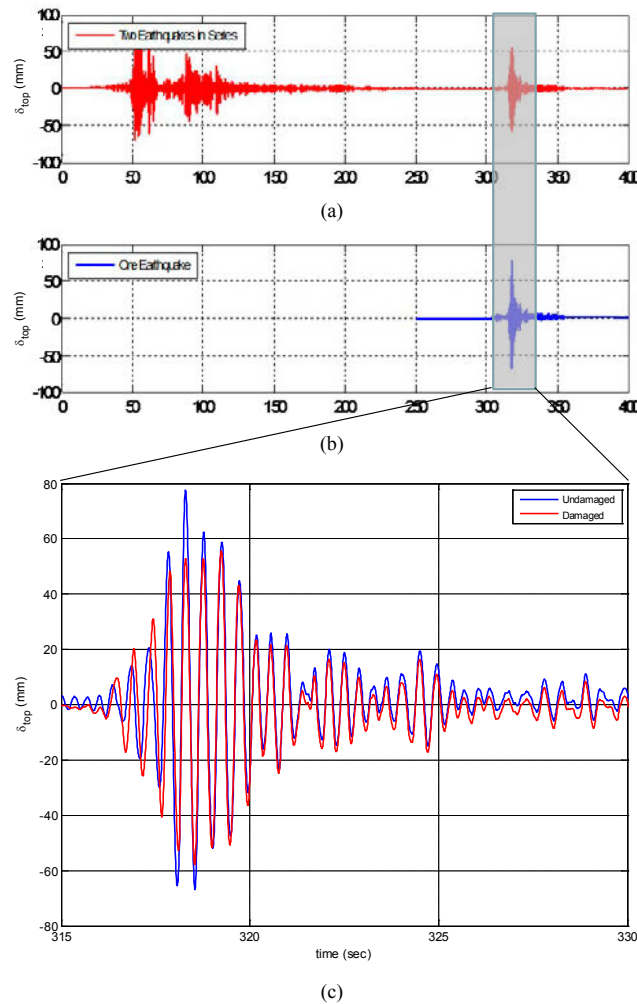 100
50
0
-50
-100
δtop (mm)
Two Earthquakes in Series
0 50 100 150 200 250 300 350 400
(a)
100
50
0
-50
-100
δtop (mm)
One Earthquake
0 50 100 150 200 250 300 350 400
(b)
80
60
40
20
0
-20
-40
-60
-80
δtop (mm)
Undamaged
Damaged
315 320 325 330
time (sec)
(c)